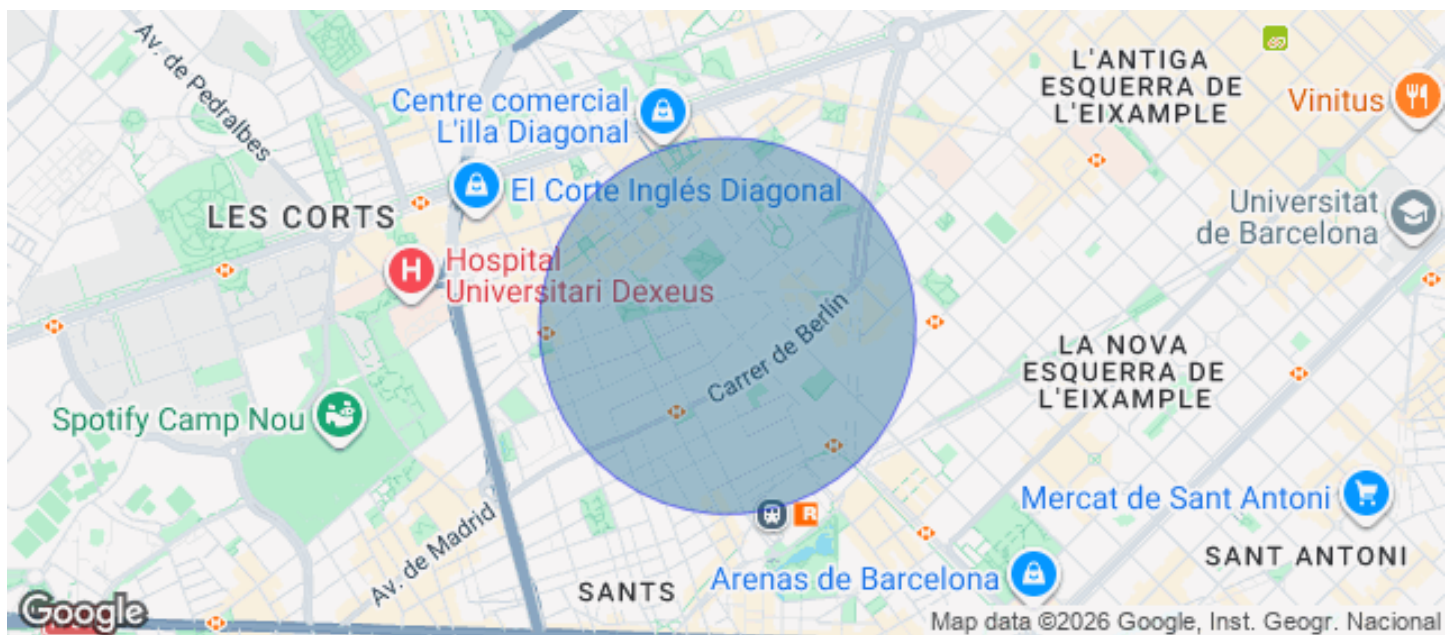 Av. de Pedralbes
Centre comercial
L'illa Diagonal
L'ANTIGA
ESQUERRA DE
L'EIXAMPLE
Vinitus
El Corte Inglés Diagonal
LES CORTS
Universitat
de Barcelona
H
Hospital
Universitari Dexeus
Carrer de Berlín
LA NOVA
ESQUERRA DE
L'EIXAMPLE
Spotify Camp Nou
Av. de Madrid
R
Mercat de Sant Antoni
SANT ANTONI
SANTS
Arenas de Barcelona
Google
Map data ©2026 Google, Inst. Geogr. Nacional